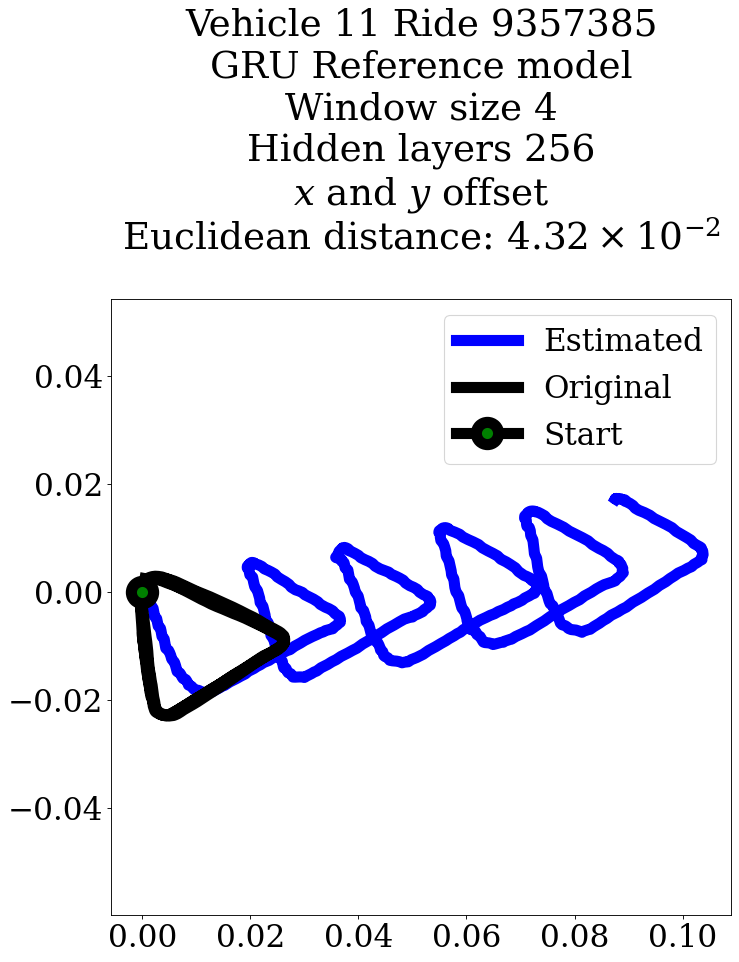 Vehicle 11 Ride 9357385
GRU Reference model
Window size 4
Hidden layers 256
x and y offset
Euclidean distance: 4.32 × 10⁻²
Estimated
Original
Start
0.04
0.02
0.00
−0.02
−0.04
0.00 0.02 0.04 0.06 0.08 0.10